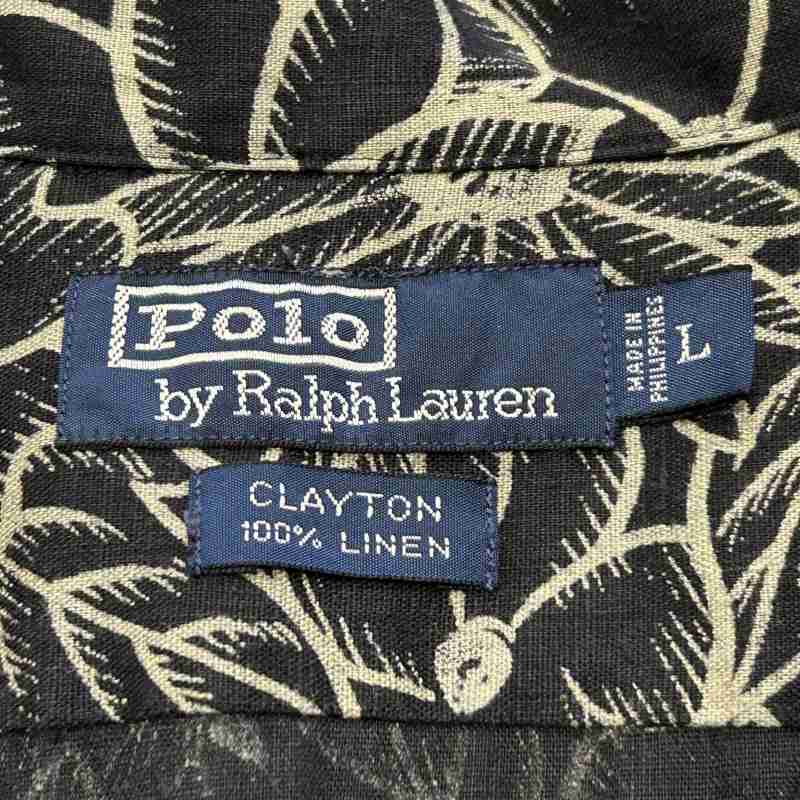 Polo
by Ralph Lauren
MADE IN
PHILIPPINES
L
CLAYTON
100% LINEN